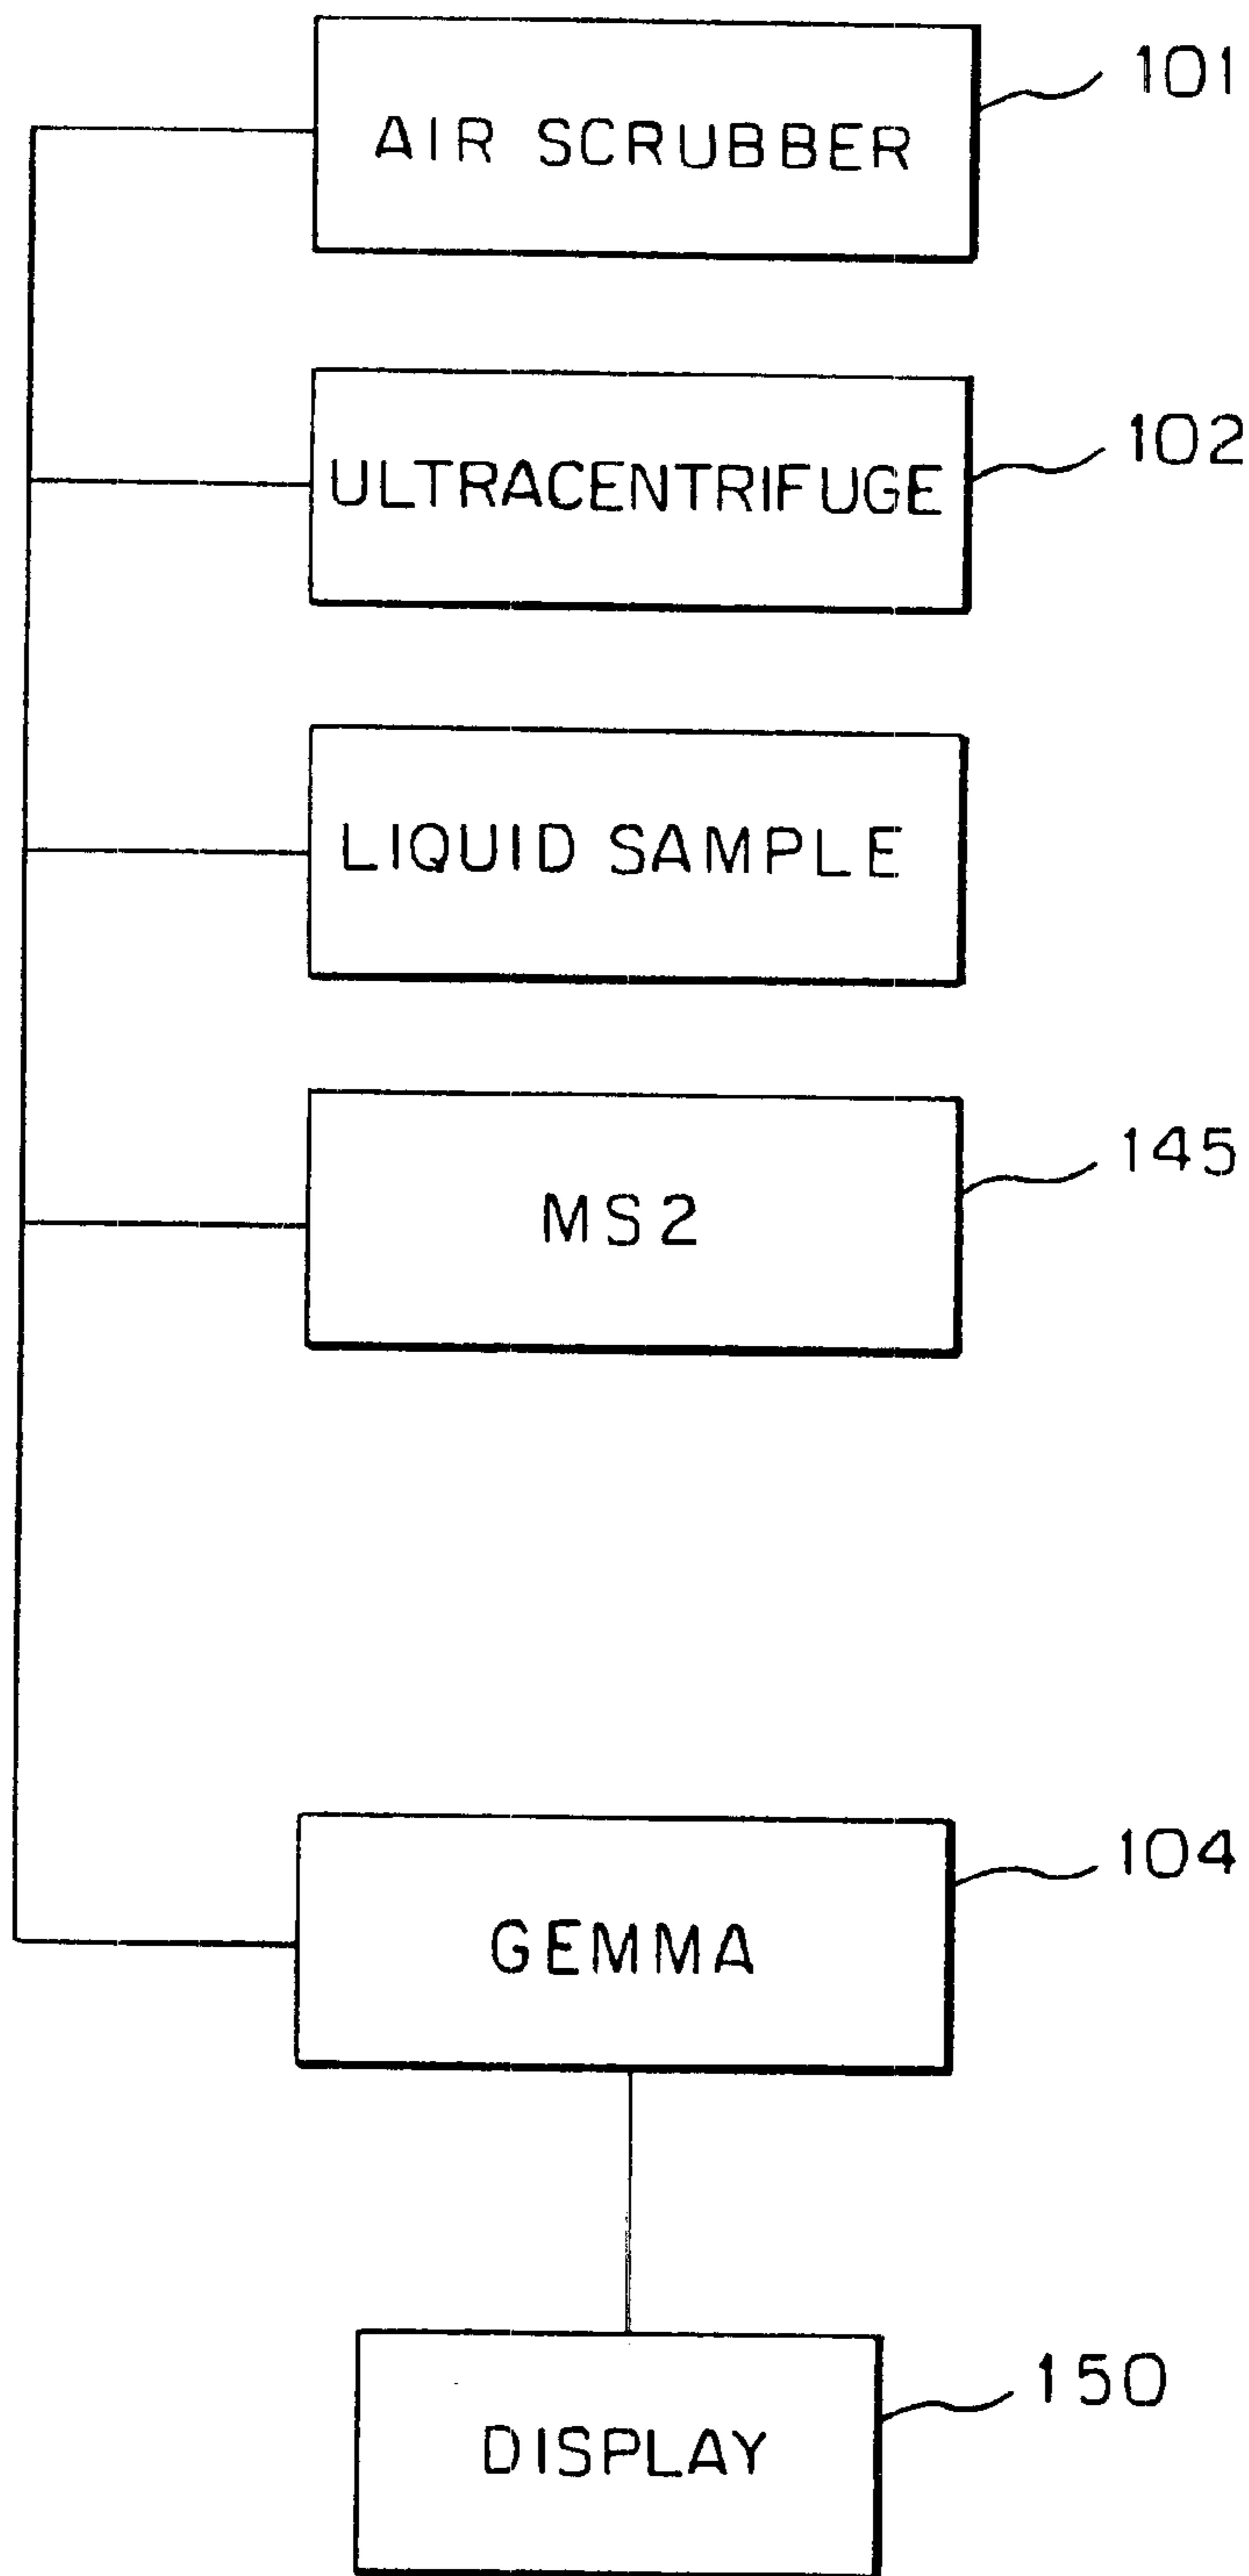 101
AIR SCRUBBER
102
ULTRACENTRIFUGE
LIQUID SAMPLE
145
MS2
104
GEMMA
150
DISPLAY